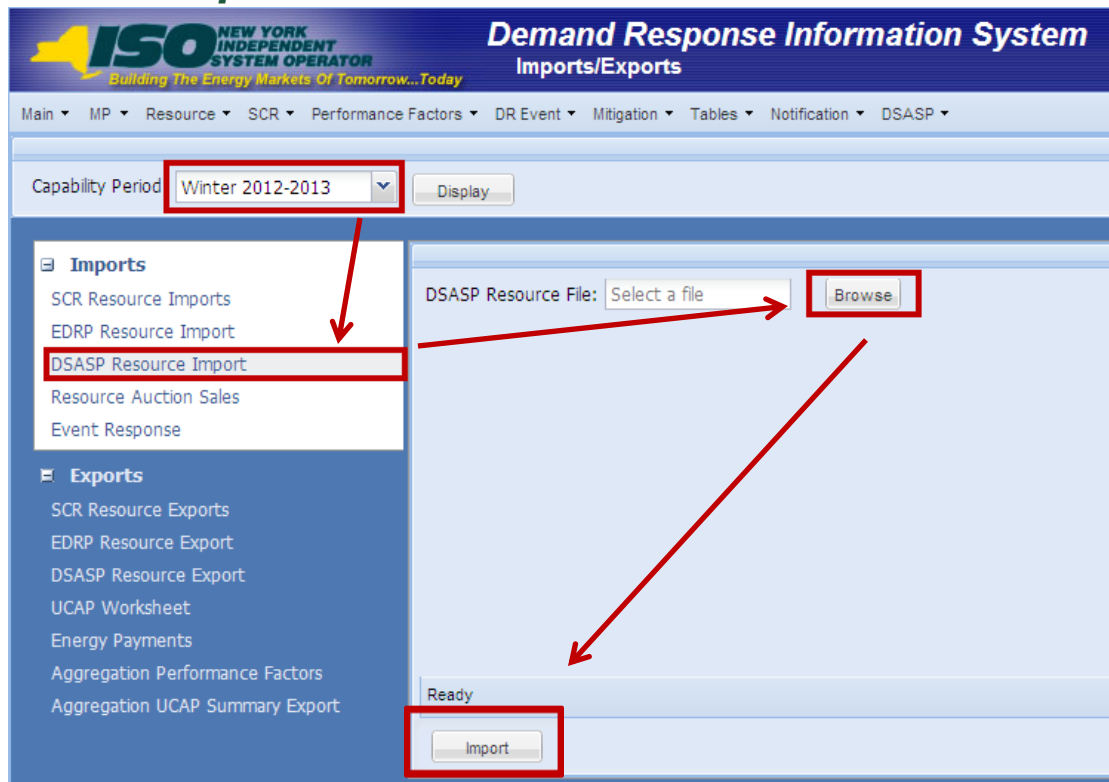 ISO NEW YORK
INDEPENDENT
SYSTEM OPERATOR
Building The Energy Markets Of Tomorrow...Today
Demand Response Information System
Imports/Exports
Main MP Resource SCR Performance Factors DR Event Mitigation Tables Notification DSASP
Capability Period Winter 2012-2013 Display
Imports
SCR Resource Imports
EDRP Resource Import
DSASP Resource Import
Resource Auction Sales
Event Response
Exports
SCR Resource Exports
EDRP Resource Export
DSASP Resource Export
UCAP Worksheet
Energy Payments
Aggregation Performance Factors
Aggregation UCAP Summary Export
DSASP Resource File: Select a file Browse
Ready
Import